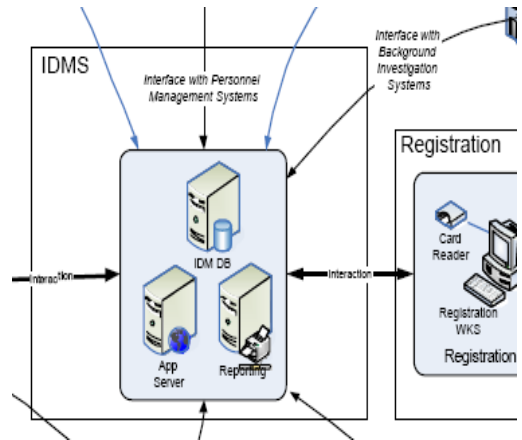 IDMS
Interface with Personnel
Management Systems
Interface with
Background
Investigation
Systems
Registration
IDM DB
Card
Reader
Interaction
Interaction
Registration
WKS
App
Server
Reporting
Registration